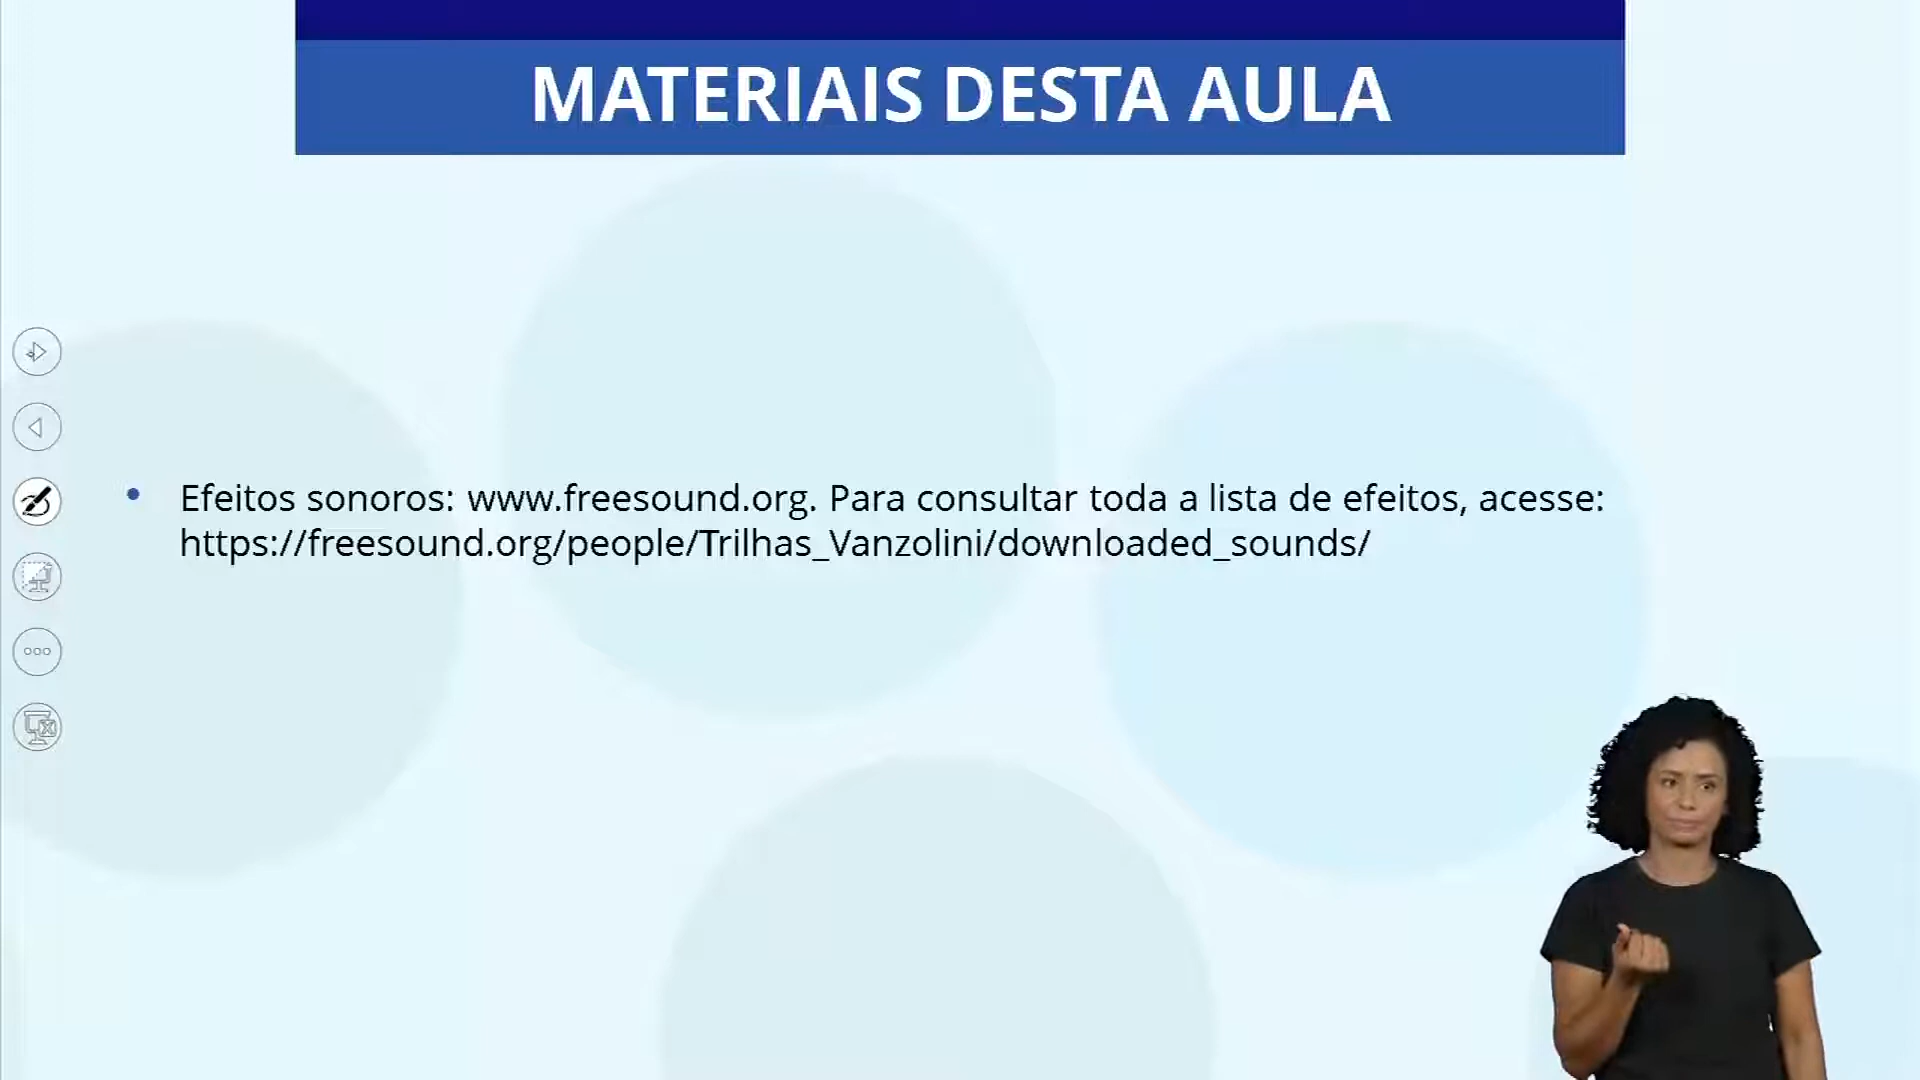 MATERIAIS DESTA AULA
• Efeitos sonoros: www.freesound.org. Para consultar toda a lista de efeitos, acesse:
https://freesound.org/people/Trilhas_Vanzolini/downloaded_sounds/